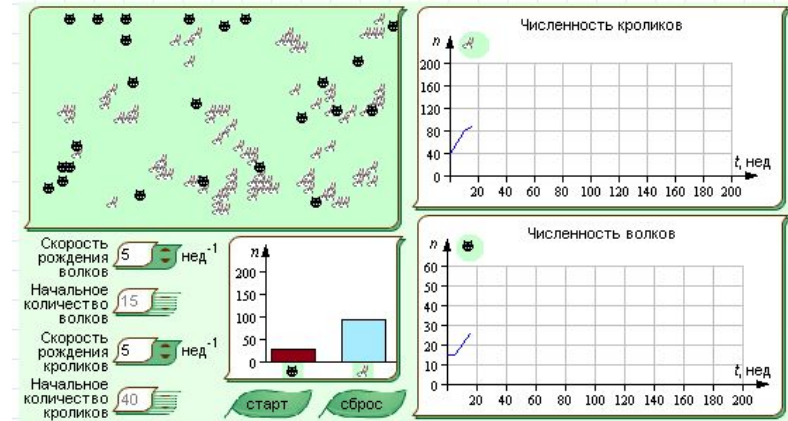 Численность кроликов
n
200
160
120
80
40
0
t, нед
20 40 60 80 100 120 140 160 180 200
Скорость
рождения
волков
5
нед⁻¹
Начальное
количество
волков
15
Скорость
рождения
кроликов
5
нед⁻¹
Начальное
количество
кроликов
40
n
200
150
100
50
0
старт
сброс
Численность волков
n
60
50
40
30
20
10
0
t, нед
20 40 60 80 100 120 140 160 180 200